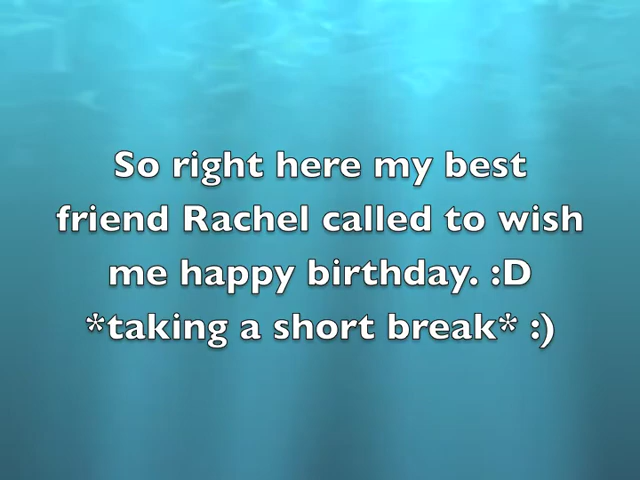 So right here my best
friend Rachel called to wish
me happy birthday. :D
*taking a short break* :)